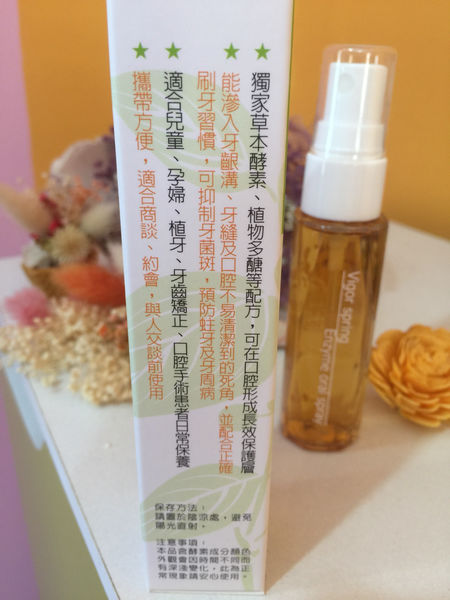 ★獨家草本酵素、植物多醣等配方，可在口腔形成長效保護層
★能滲入牙齦溝、牙縫及口腔不易清潔到的死角，並配合正確
刷牙習慣，可抑制牙菌斑，預防蛀牙及牙周病
★適合兒童、孕婦、植牙、牙齒矯正、口腔手術患者日常保養
★攜帶方便，適合商談、約會，與人交談前使用
保存方法：
請置於陰涼處，避免
陽光直射。
注意事項：
本品含酵素成分顏色
外觀會因時間不同而
有深淺變化，此為正
常現象請安心使用。
Vigor spring
Enzyme oral spray